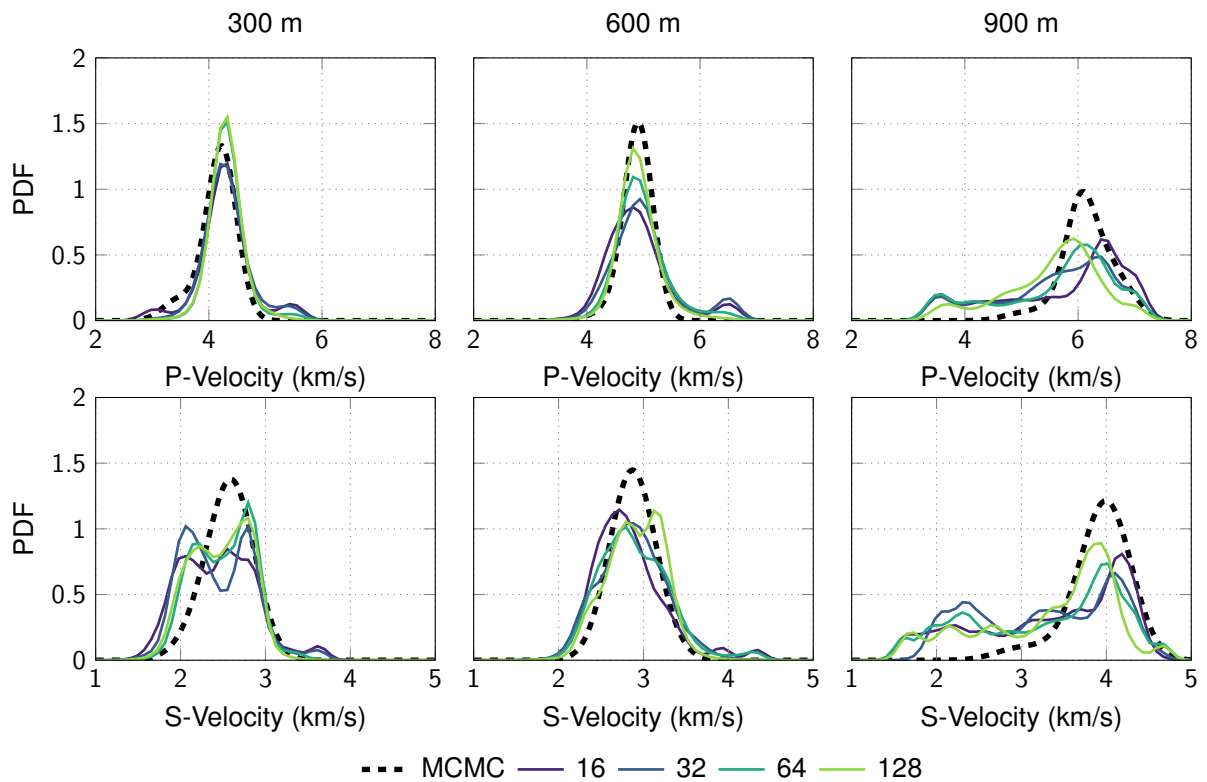 300 m 600 m 900 m
2
1.5
1
0.5
0
PDF
2 4 6 8 2 4 6 8 2 4 6 8
P-Velocity (km/s) P-Velocity (km/s) P-Velocity (km/s)
2
1.5
1
0.5
0
PDF
1 2 3 4 5 1 2 3 4 5 1 2 3 4 5
S-Velocity (km/s) S-Velocity (km/s) S-Velocity (km/s)
MCMC 16 32 64 128